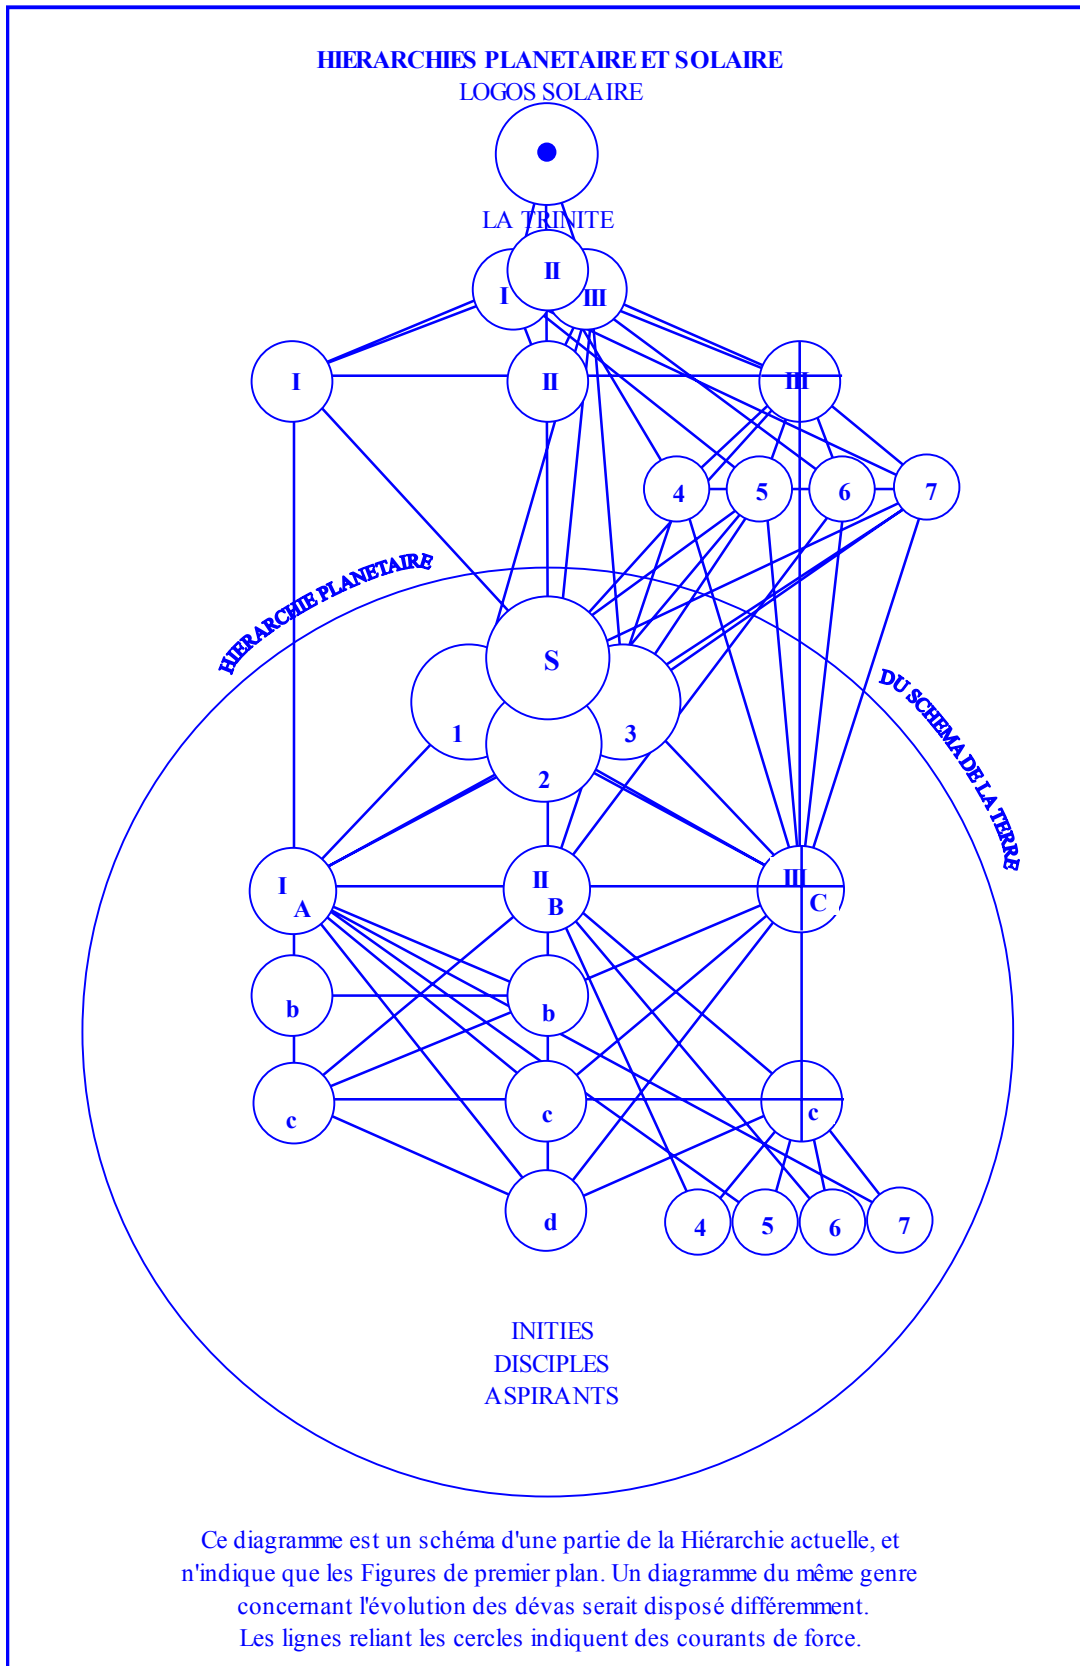 HIERARCHIES PLANETAIRE ET SOLAIRE
LOGOS SOLAIRE
LA TRINITE
II
I III
I II III
4 5 6 7
HIERARCHIE PLANETAIRE
DU SCHEMA DE LA TERRE
S
1 3
2
I II III
A B C
b b
c c c
d 4 5 6 7
INITIES
DISCIPLES
ASPIRANTS
Ce diagramme est un schéma d'une partie de la Hiérarchie actuelle, et
n'indique que les Figures de premier plan. Un diagramme du même genre
concernant l'évolution des dévas serait disposé différemment.
Les lignes reliant les cercles indiquent des courants de force.